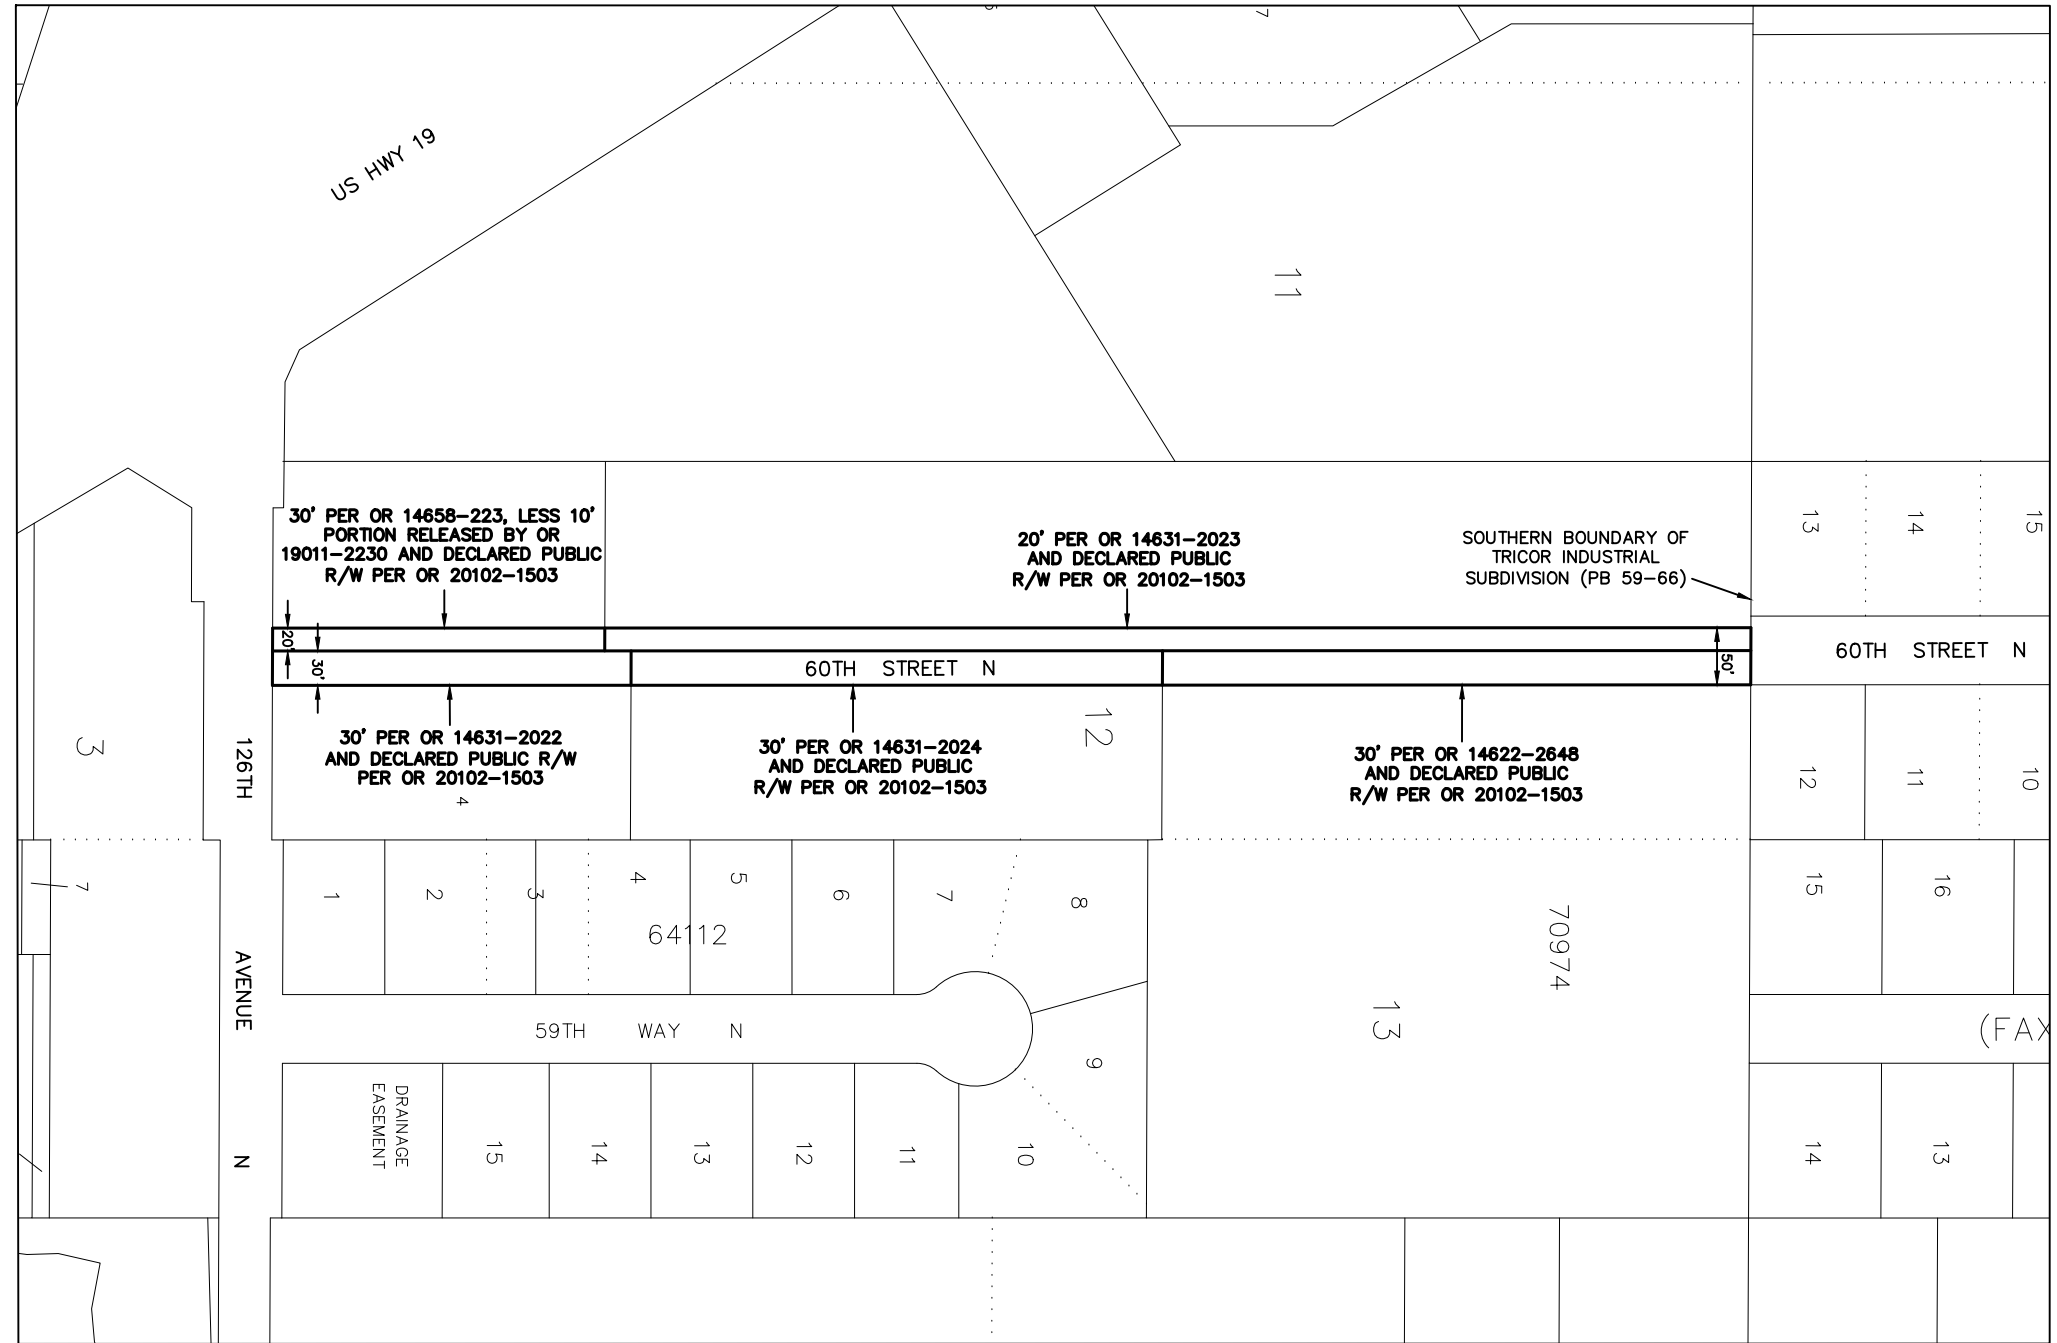 7
US HWY 19
11
30' PER OR 14658-223, LESS 10'
PORTION RELEASED BY OR
19011-2230 AND DECLARED PUBLIC
R/W PER OR 20102-1503
20' PER OR 14631-2023
AND DECLARED PUBLIC
R/W PER OR 20102-1503
SOUTHERN BOUNDARY OF
TRICOR INDUSTRIAL
SUBDIVISION (PB 59-66)
13
14
15
20'
30'
60TH STREET N
50'
60TH STREET N
3
126TH AVENUE N
30' PER OR 14631-2022
AND DECLARED PUBLIC R/W
PER OR 20102-1503
4
30' PER OR 14631-2024
AND DECLARED PUBLIC
R/W PER OR 20102-1503
12
30' PER OR 14622-2648
AND DECLARED PUBLIC
R/W PER OR 20102-1503
12
11
10
7
1
2
3
4
5
6
7
8
64112
70974
15
16
59TH WAY N
9
13
(FAX
DRAINAGE
EASEMENT
15
14
13
12
11
10
14
13